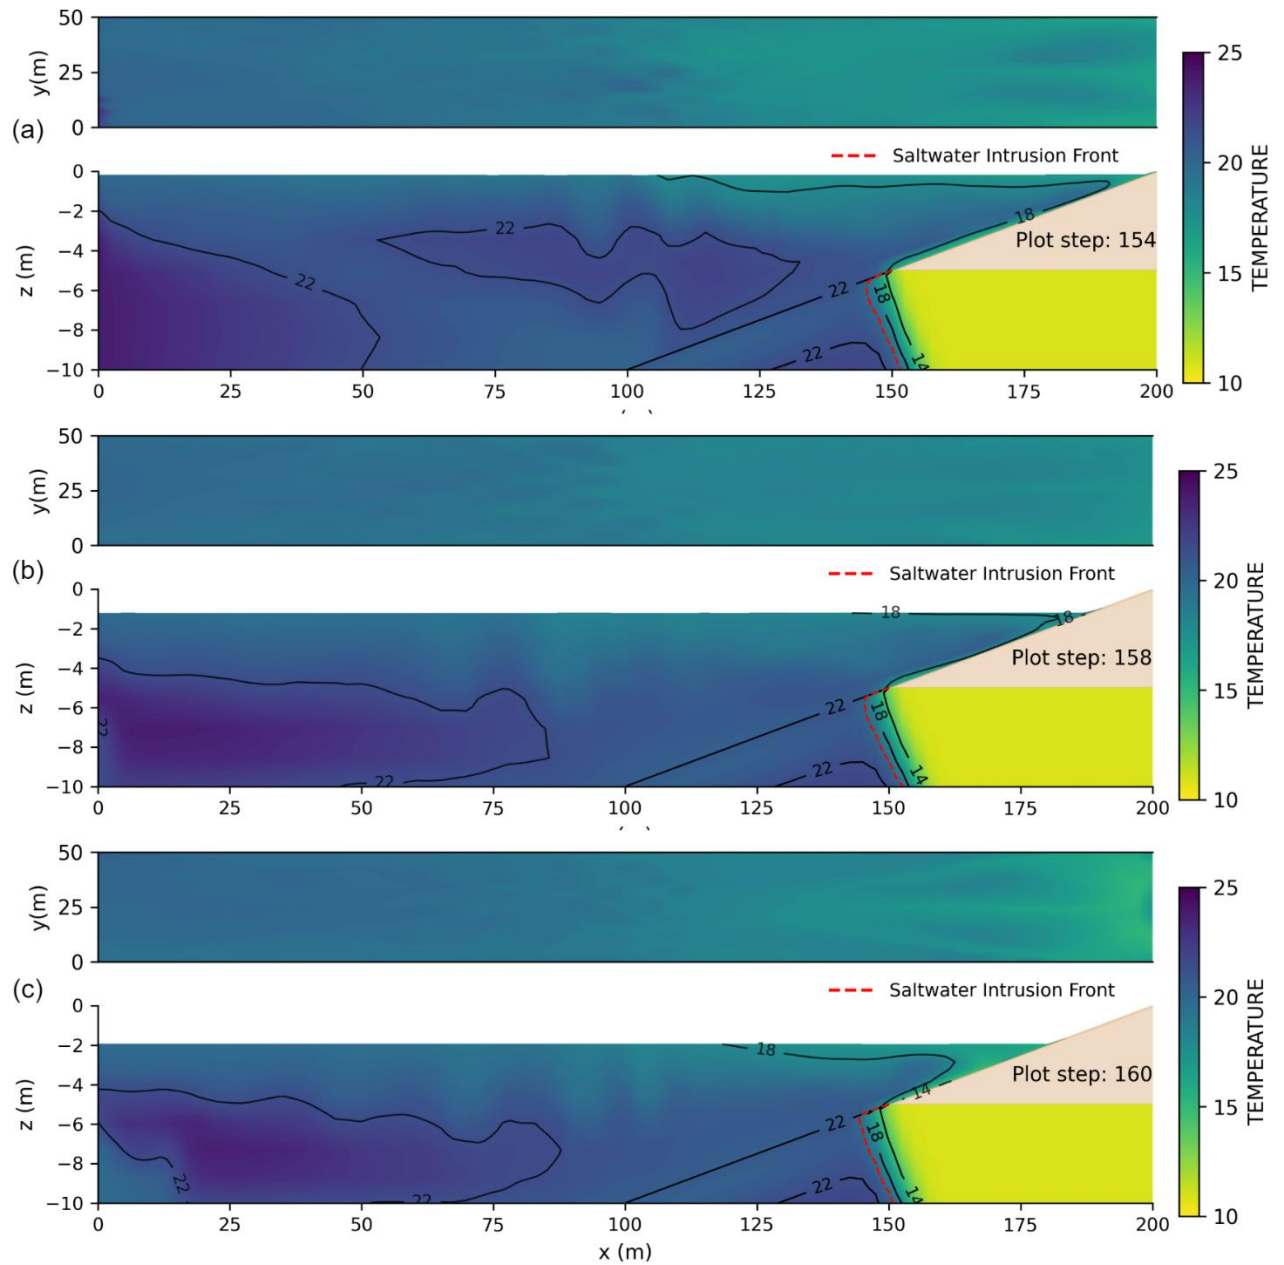 50
25
0
y(m)
(a)
Saltwater Intrusion Front
0
−2
−4
−6
−8
−10
z (m)
22
22
22
22
18
18
14
Plot step: 154
0 25 50 75 100 125 150 175 200
25
20
15
10
TEMPERATURE
50
25
0
y(m)
(b)
Saltwater Intrusion Front
0
−2
−4
−6
−8
−10
z (m)
18
18
22
22
22
22
18
14
Plot step: 158
0 25 50 75 100 125 150 175 200
25
20
15
10
TEMPERATURE
50
25
0
y(m)
(c)
Saltwater Intrusion Front
0
−2
−4
−6
−8
−10
z (m)
18
14
22
22
22
22
18
14
Plot step: 160
0 25 50 75 100 125 150 175 200
x (m)
25
20
15
10
TEMPERATURE